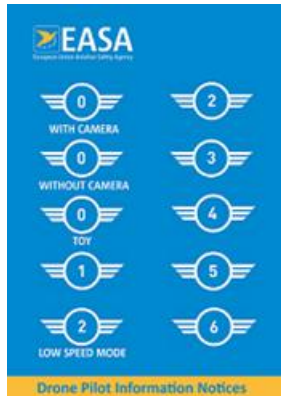 EASA
European Union Aviation Safety Agency
0
WITH CAMERA
0
WITHOUT CAMERA
0
TOY
1
2
LOW SPEED MODE
2
3
4
5
6
Drone Pilot Information Notices